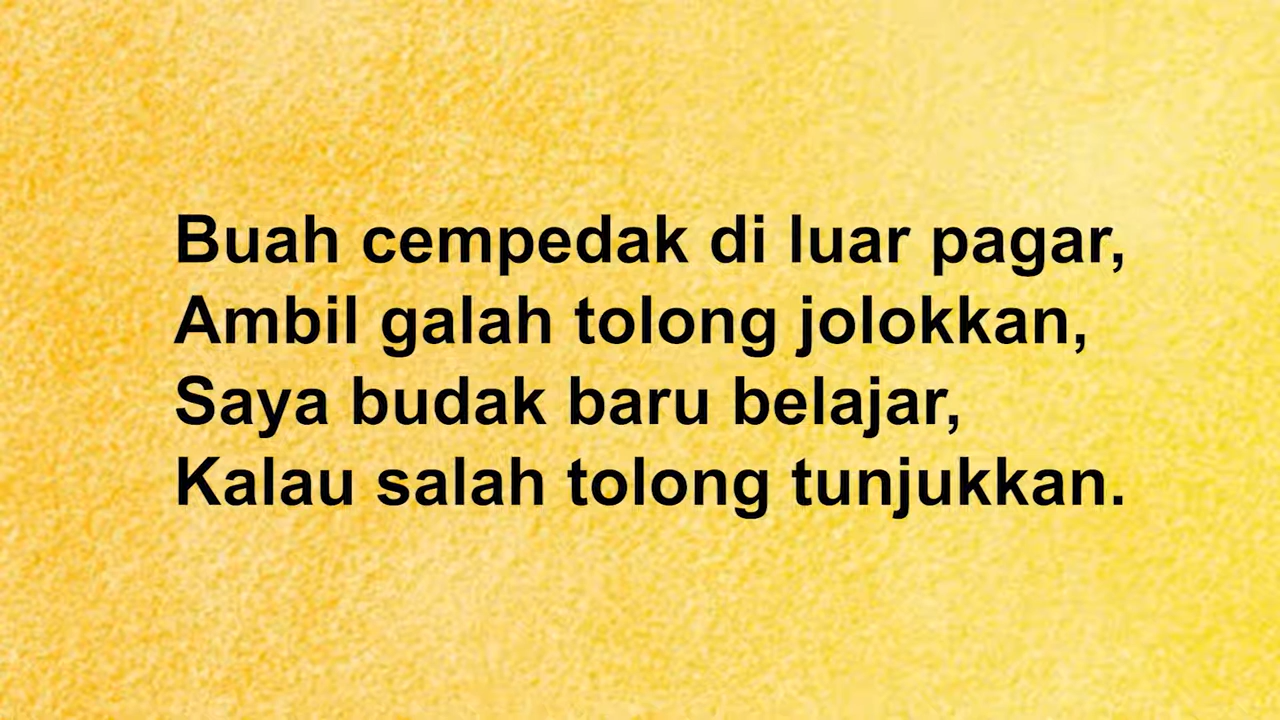 Buah cempedak di luar pagar,
Ambil galah tolong jolokkan,
Saya budak baru belajar,
Kalau salah tolong tunjukkan.